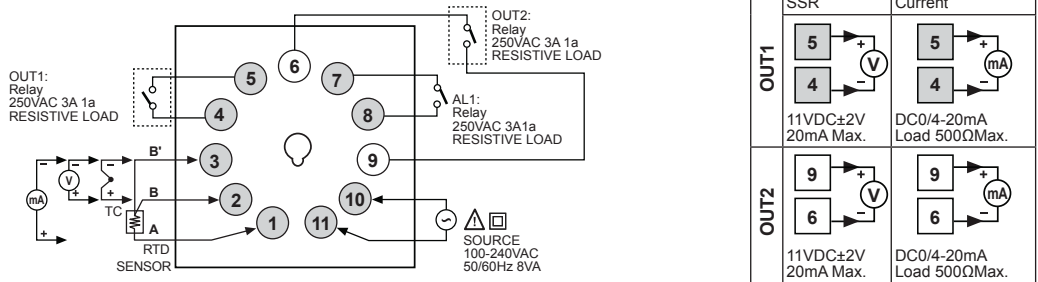 OUT1:
Relay
250VAC 3A 1a
RESISTIVE LOAD
OUT2:
Relay
250VAC 3A 1a
RESISTIVE LOAD
AL1:
Relay
250VAC 3A1a
RESISTIVE LOAD
6
5
7
4
8
3
9
2
10
1
11
B'
B
A
mA
V
TC
RTD
SENSOR
SOURCE
100-240VAC
50/60Hz 8VA
SSR
Current
OUT1
5
+
V
4
−
11VDC±2V
20mA Max.
5
+
mA
4
−
DC0/4-20mA
Load 500ΩMax.
OUT2
9
+
V
6
−
11VDC±2V
20mA Max.
9
+
mA
6
−
DC0/4-20mA
Load 500ΩMax.